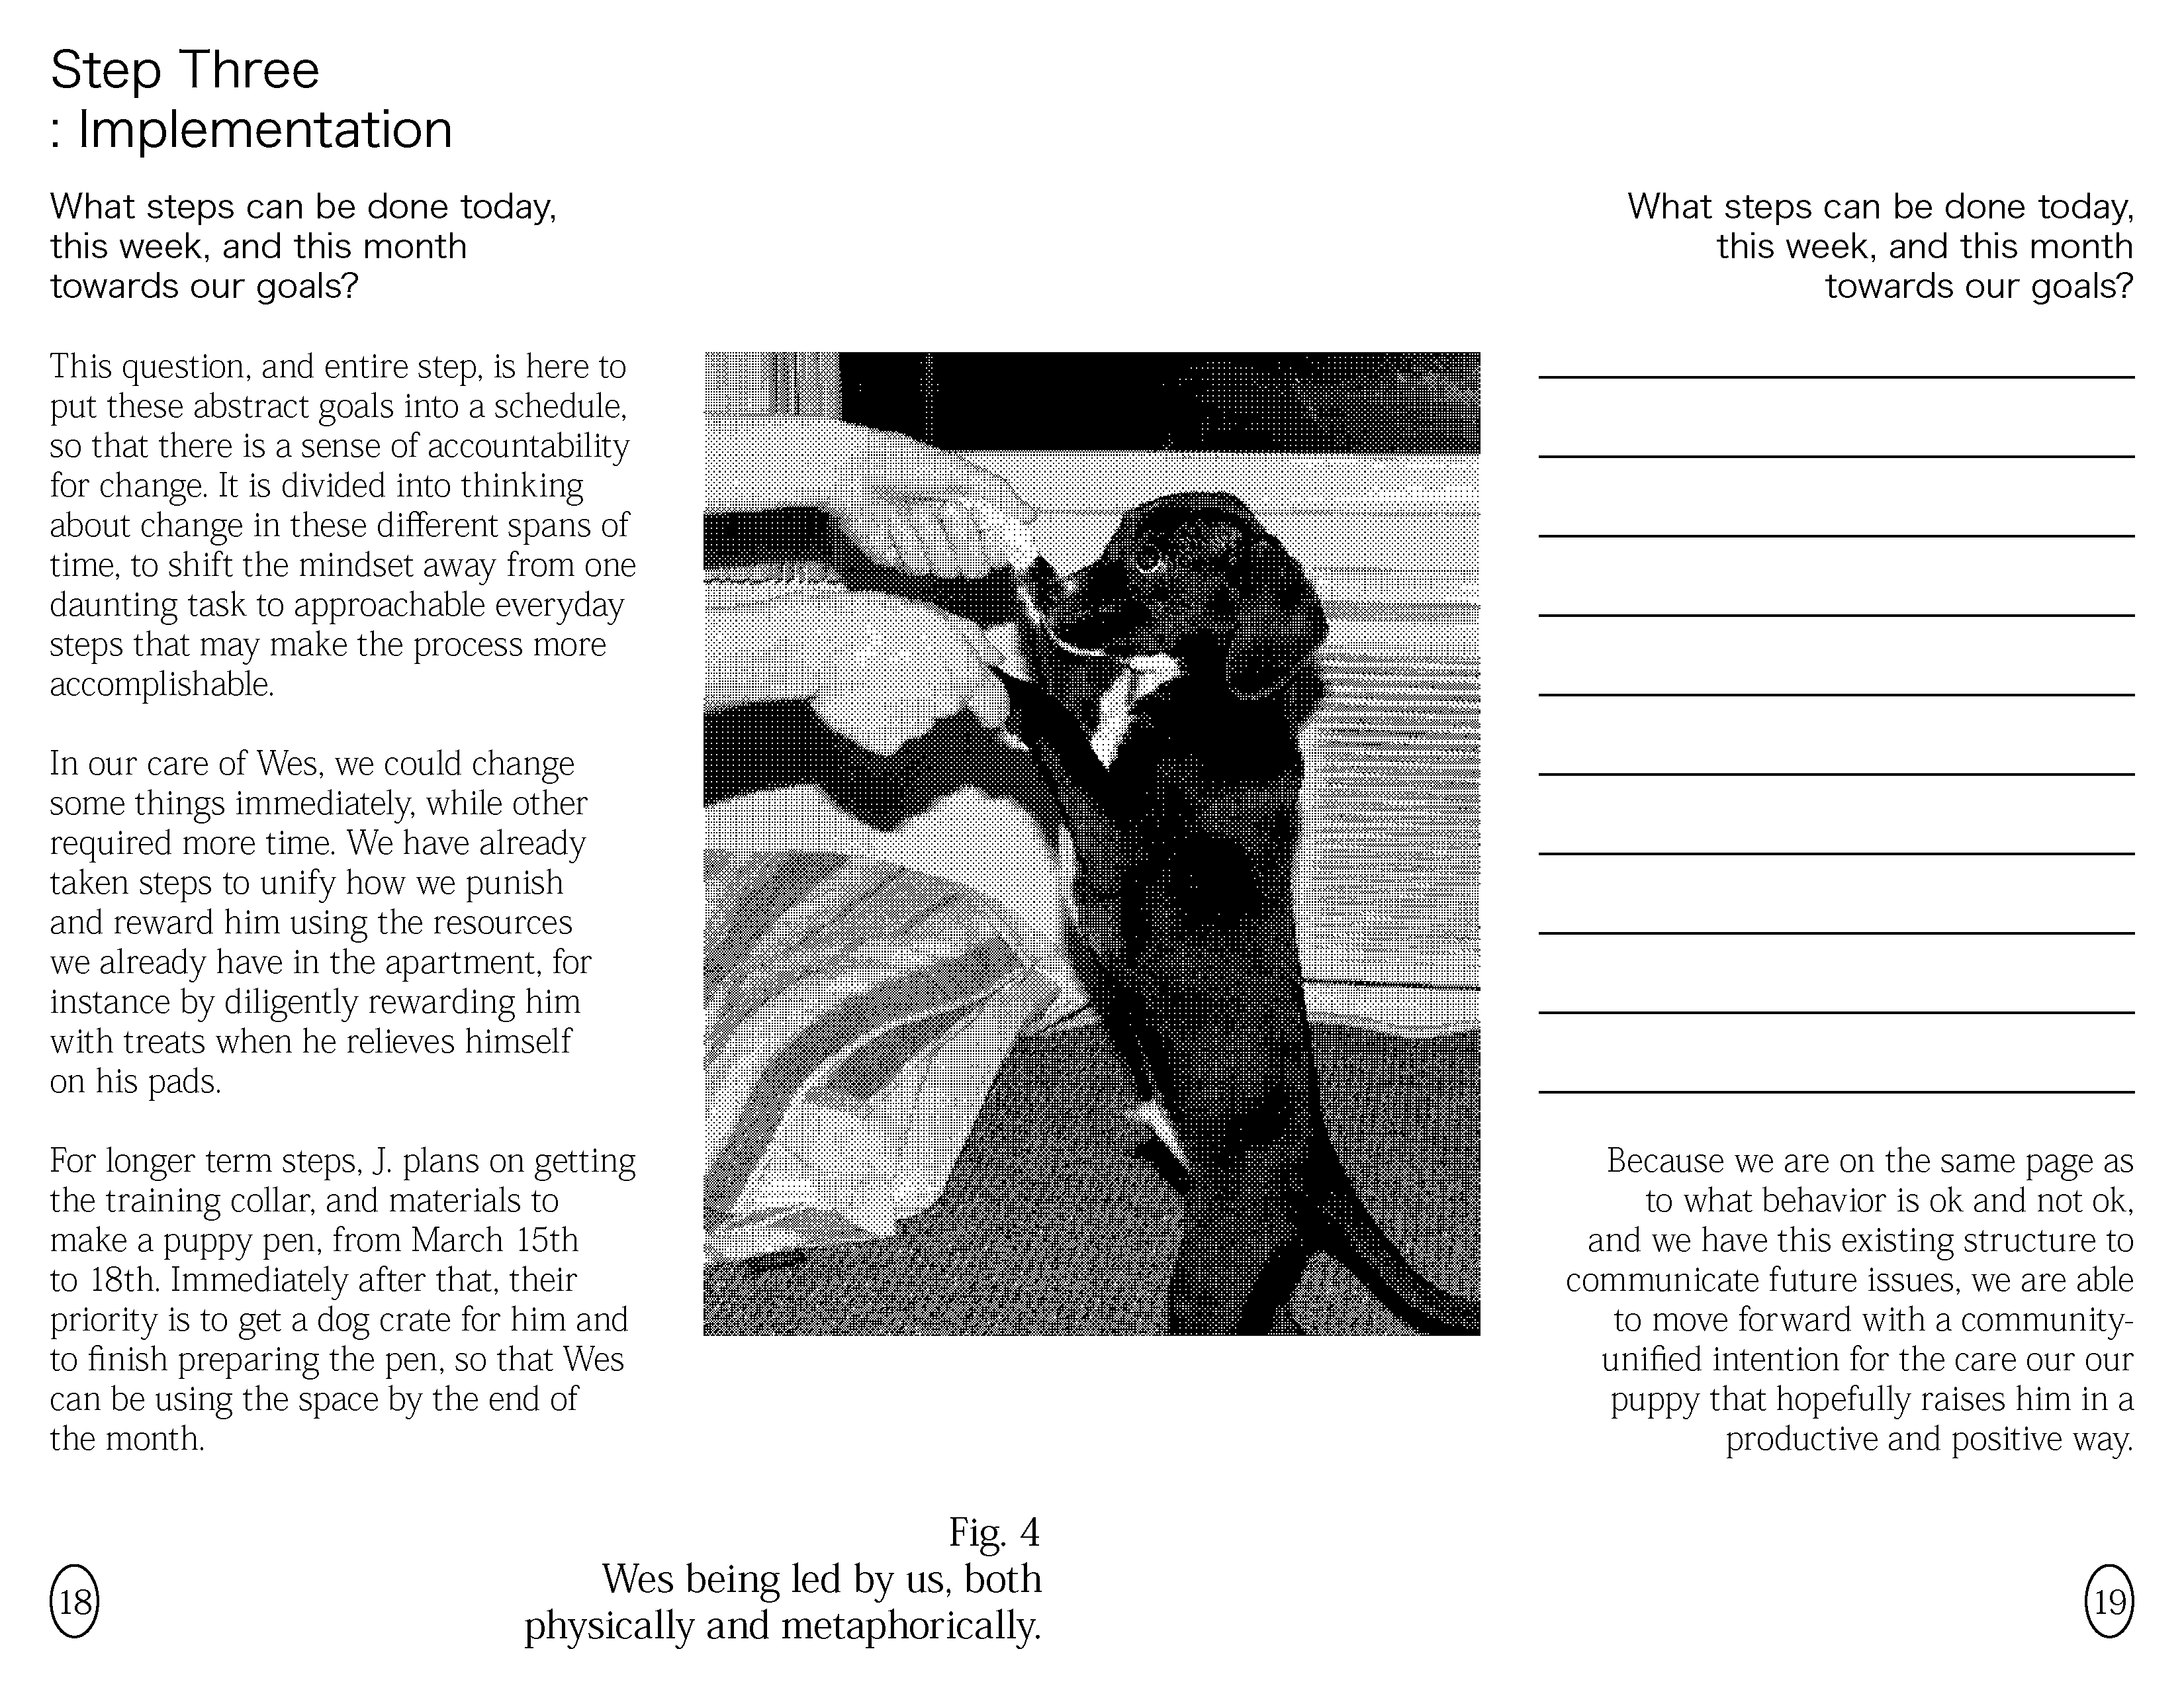 Step Three
: Implementation
What steps can be done today,
this week, and this month
towards our goals?
This question, and entire step, is here to
put these abstract goals into a schedule,
so that there is a sense of accountability
for change. It is divided into thinking
about change in these different spans of
time, to shift the mindset away from one
daunting task to approachable everyday
steps that may make the process more
accomplishable.
In our care of Wes, we could change
some things immediately, while other
required more time. We have already
taken steps to unify how we punish
and reward him using the resources
we already have in the apartment, for
instance by diligently rewarding him
with treats when he relieves himself
on his pads.
For longer term steps, J. plans on getting
the training collar, and materials to
make a puppy pen, from March 15th
to 18th. Immediately after that, their
priority is to get a dog crate for him and
to finish preparing the pen, so that Wes
can be using the space by the end of
the month.
18
Fig. 4
Wes being led by us, both
physically and metaphorically.
What steps can be done today,
this week, and this month
towards our goals?
Because we are on the same page as
to what behavior is ok and not ok,
and we have this existing structure to
communicate future issues, we are able
to move forward with a community-
unified intention for the care our our
puppy that hopefully raises him in a
productive and positive way.
19